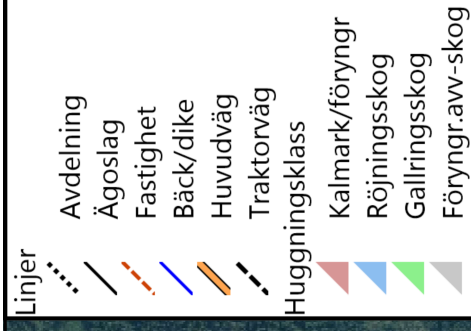 Linjer
Avdelning
Ägoslag
Fastighet
Bäck/dike
Huvudväg
Traktorväg
Huggningsklass
Kalmark/föryngr
Röjningsskog
Gallringsskog
Föryngr.avv-skog